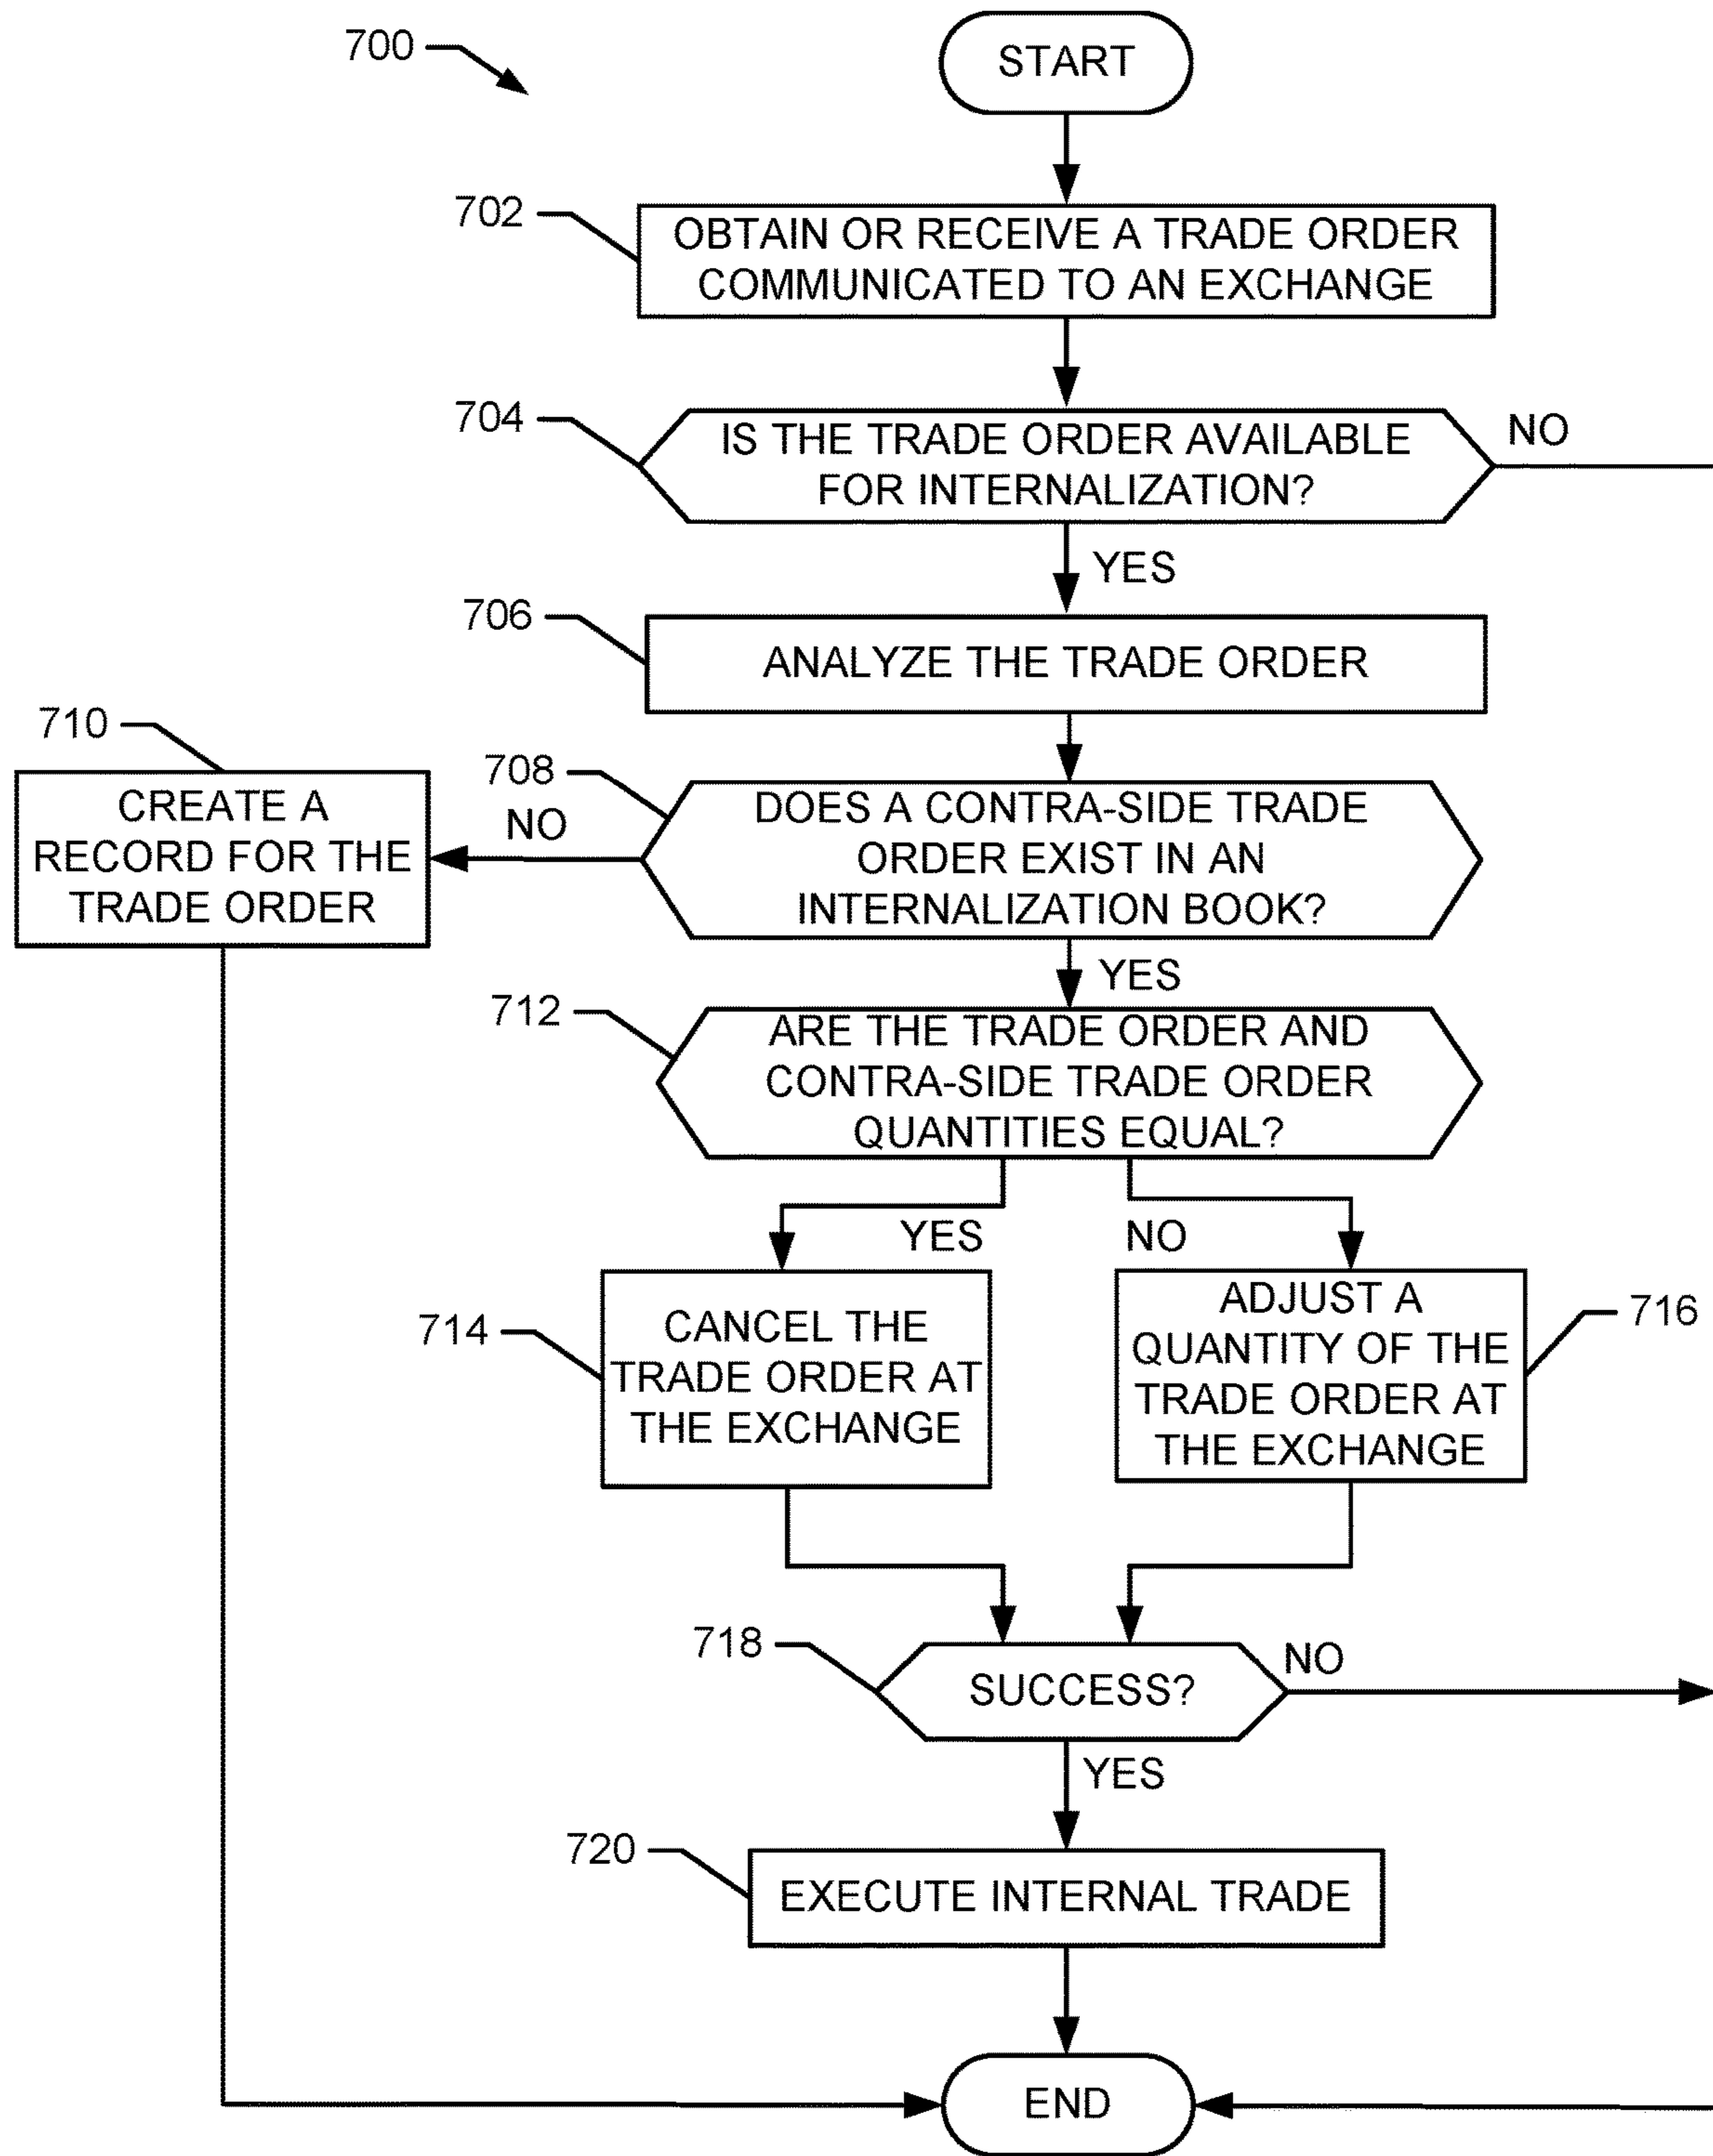 700
START
702
OBTAIN OR RECEIVE A TRADE ORDER
COMMUNICATED TO AN EXCHANGE
704
IS THE TRADE ORDER AVAILABLE
FOR INTERNALIZATION?
NO
YES
706
ANALYZE THE TRADE ORDER
710
CREATE A
RECORD FOR THE
TRADE ORDER
NO
708
DOES A CONTRA-SIDE TRADE
ORDER EXIST IN AN
INTERNALIZATION BOOK?
YES
712
ARE THE TRADE ORDER AND
CONTRA-SIDE TRADE ORDER
QUANTITIES EQUAL?
YES
NO
714
CANCEL THE
TRADE ORDER AT
THE EXCHANGE
ADJUST A
QUANTITY OF THE
TRADE ORDER AT
THE EXCHANGE
716
718
SUCCESS?
NO
YES
720
EXECUTE INTERNAL TRADE
END